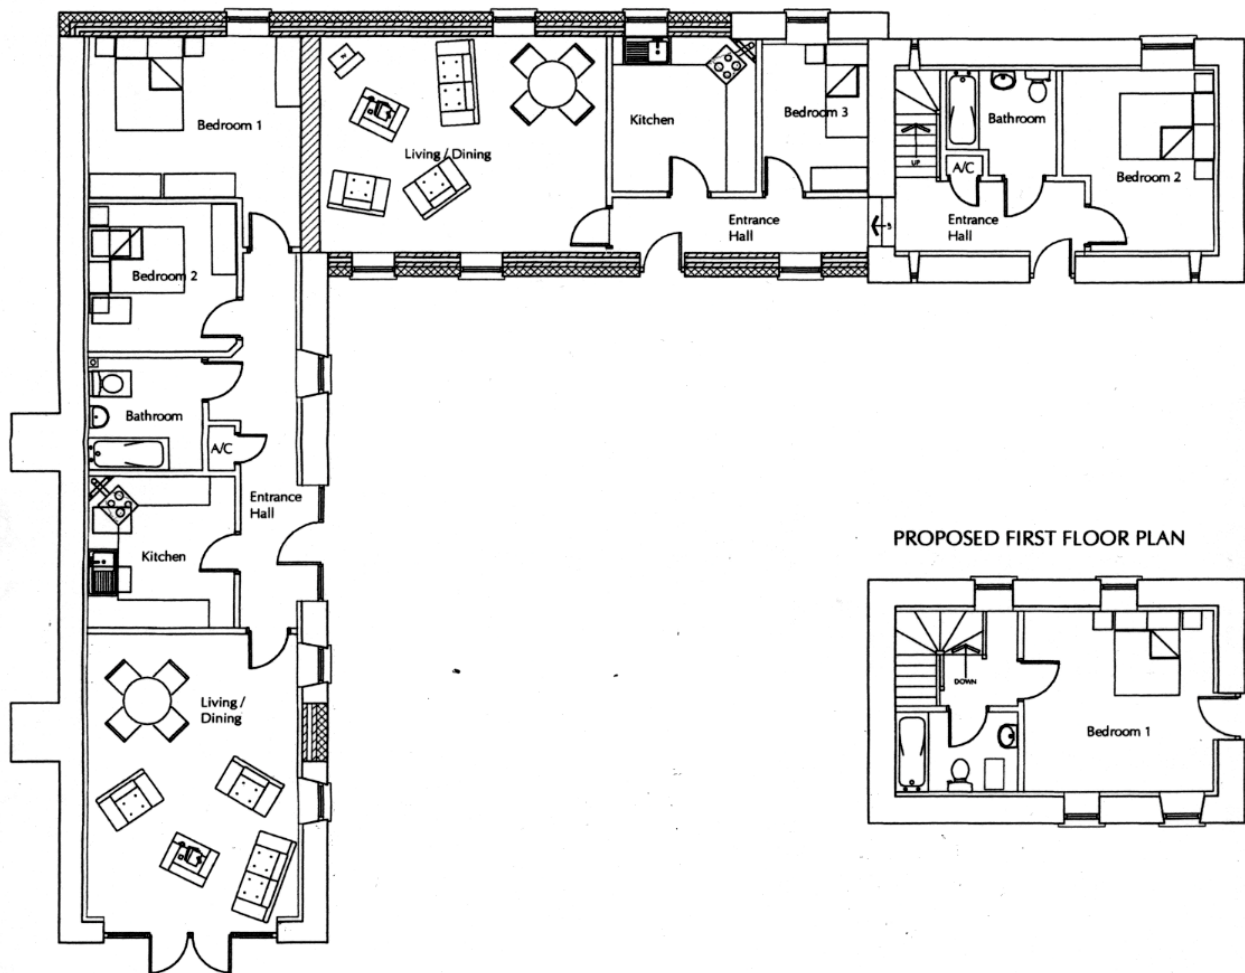 Bedroom 1
Living / Dining
Kitchen
Bedroom 3
UP
A/C
Bathroom
Bedroom 2
Entrance
Hall
Entrance
Hall
Bedroom 2
Bathroom
A/C
Entrance
Hall
Kitchen
Living /
Dining
PROPOSED FIRST FLOOR PLAN
DOWN
Bedroom 1